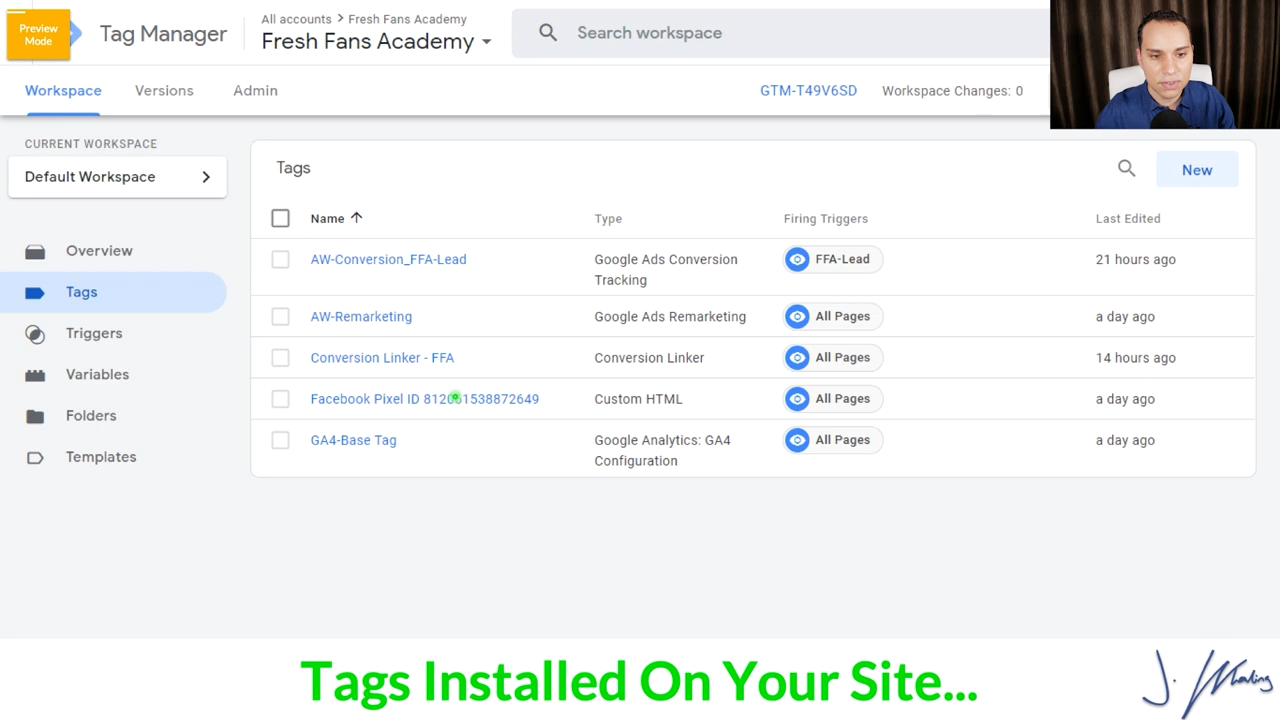 Preview
Mode
Tag Manager
All accounts > Fresh Fans Academy
Fresh Fans Academy
Search workspace
Workspace Versions Admin
GTM-T49V6SD Workspace Changes: 0
CURRENT WORKSPACE
Default Workspace
Overview
Tags
Triggers
Variables
Folders
Templates
Tags
New
Name Type Firing Triggers Last Edited
AW-Conversion_FFA-Lead Google Ads Conversion FFA-Lead 21 hours ago
Tracking
AW-Remarketing Google Ads Remarketing All Pages a day ago
Conversion Linker - FFA Conversion Linker All Pages 14 hours ago
Facebook Pixel ID Custom HTML All Pages a day ago
GA4-Base Tag Google Analytics: GA4 All Pages a day ago
Configuration
Tags Installed On Your Site...